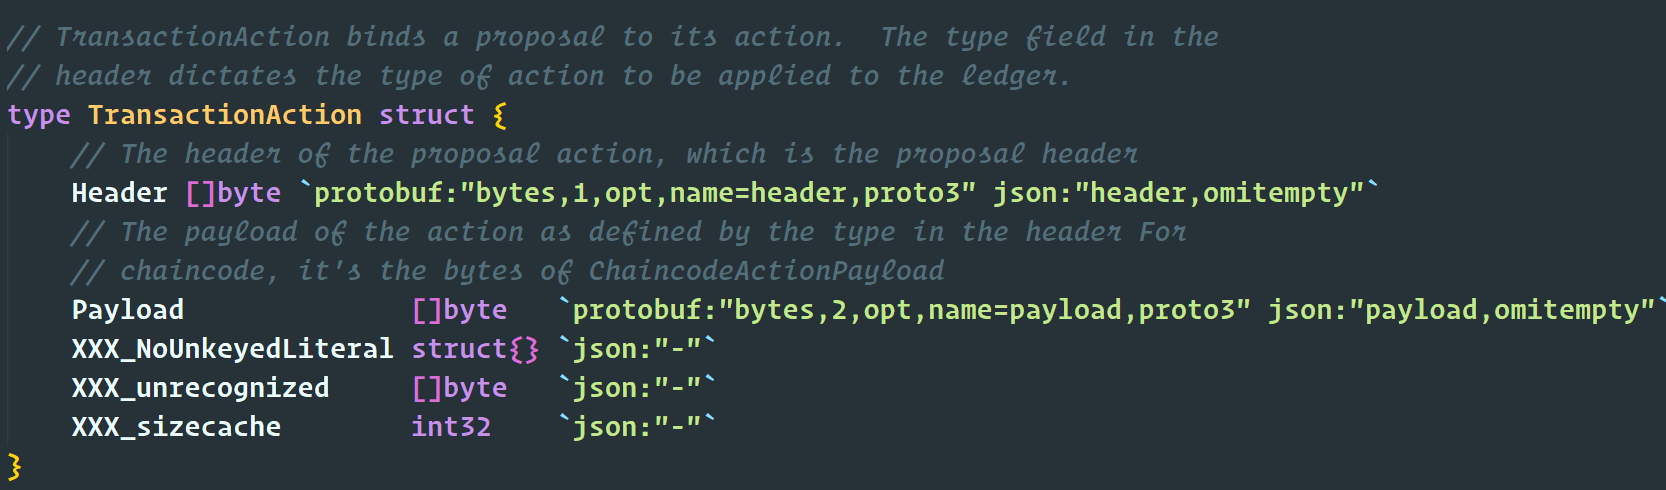 // TransactionAction binds a proposal to its action.  The type field in the
// header dictates the type of action to be applied to the ledger.
type TransactionAction struct {
    // The header of the proposal action, which is the proposal header
    Header []byte `protobuf:"bytes,1,opt,name=header,proto3" json:"header,omitempty"`
    // The payload of the action as defined by the type in the header For
    // chaincode, it's the bytes of ChaincodeActionPayload
    Payload              []byte   `protobuf:"bytes,2,opt,name=payload,proto3" json:"payload,omitempty"`
    XXX_NoUnkeyedLiteral struct{} `json:"-"`
    XXX_unrecognized     []byte   `json:"-"`
    XXX_sizecache        int32    `json:"-"`
}